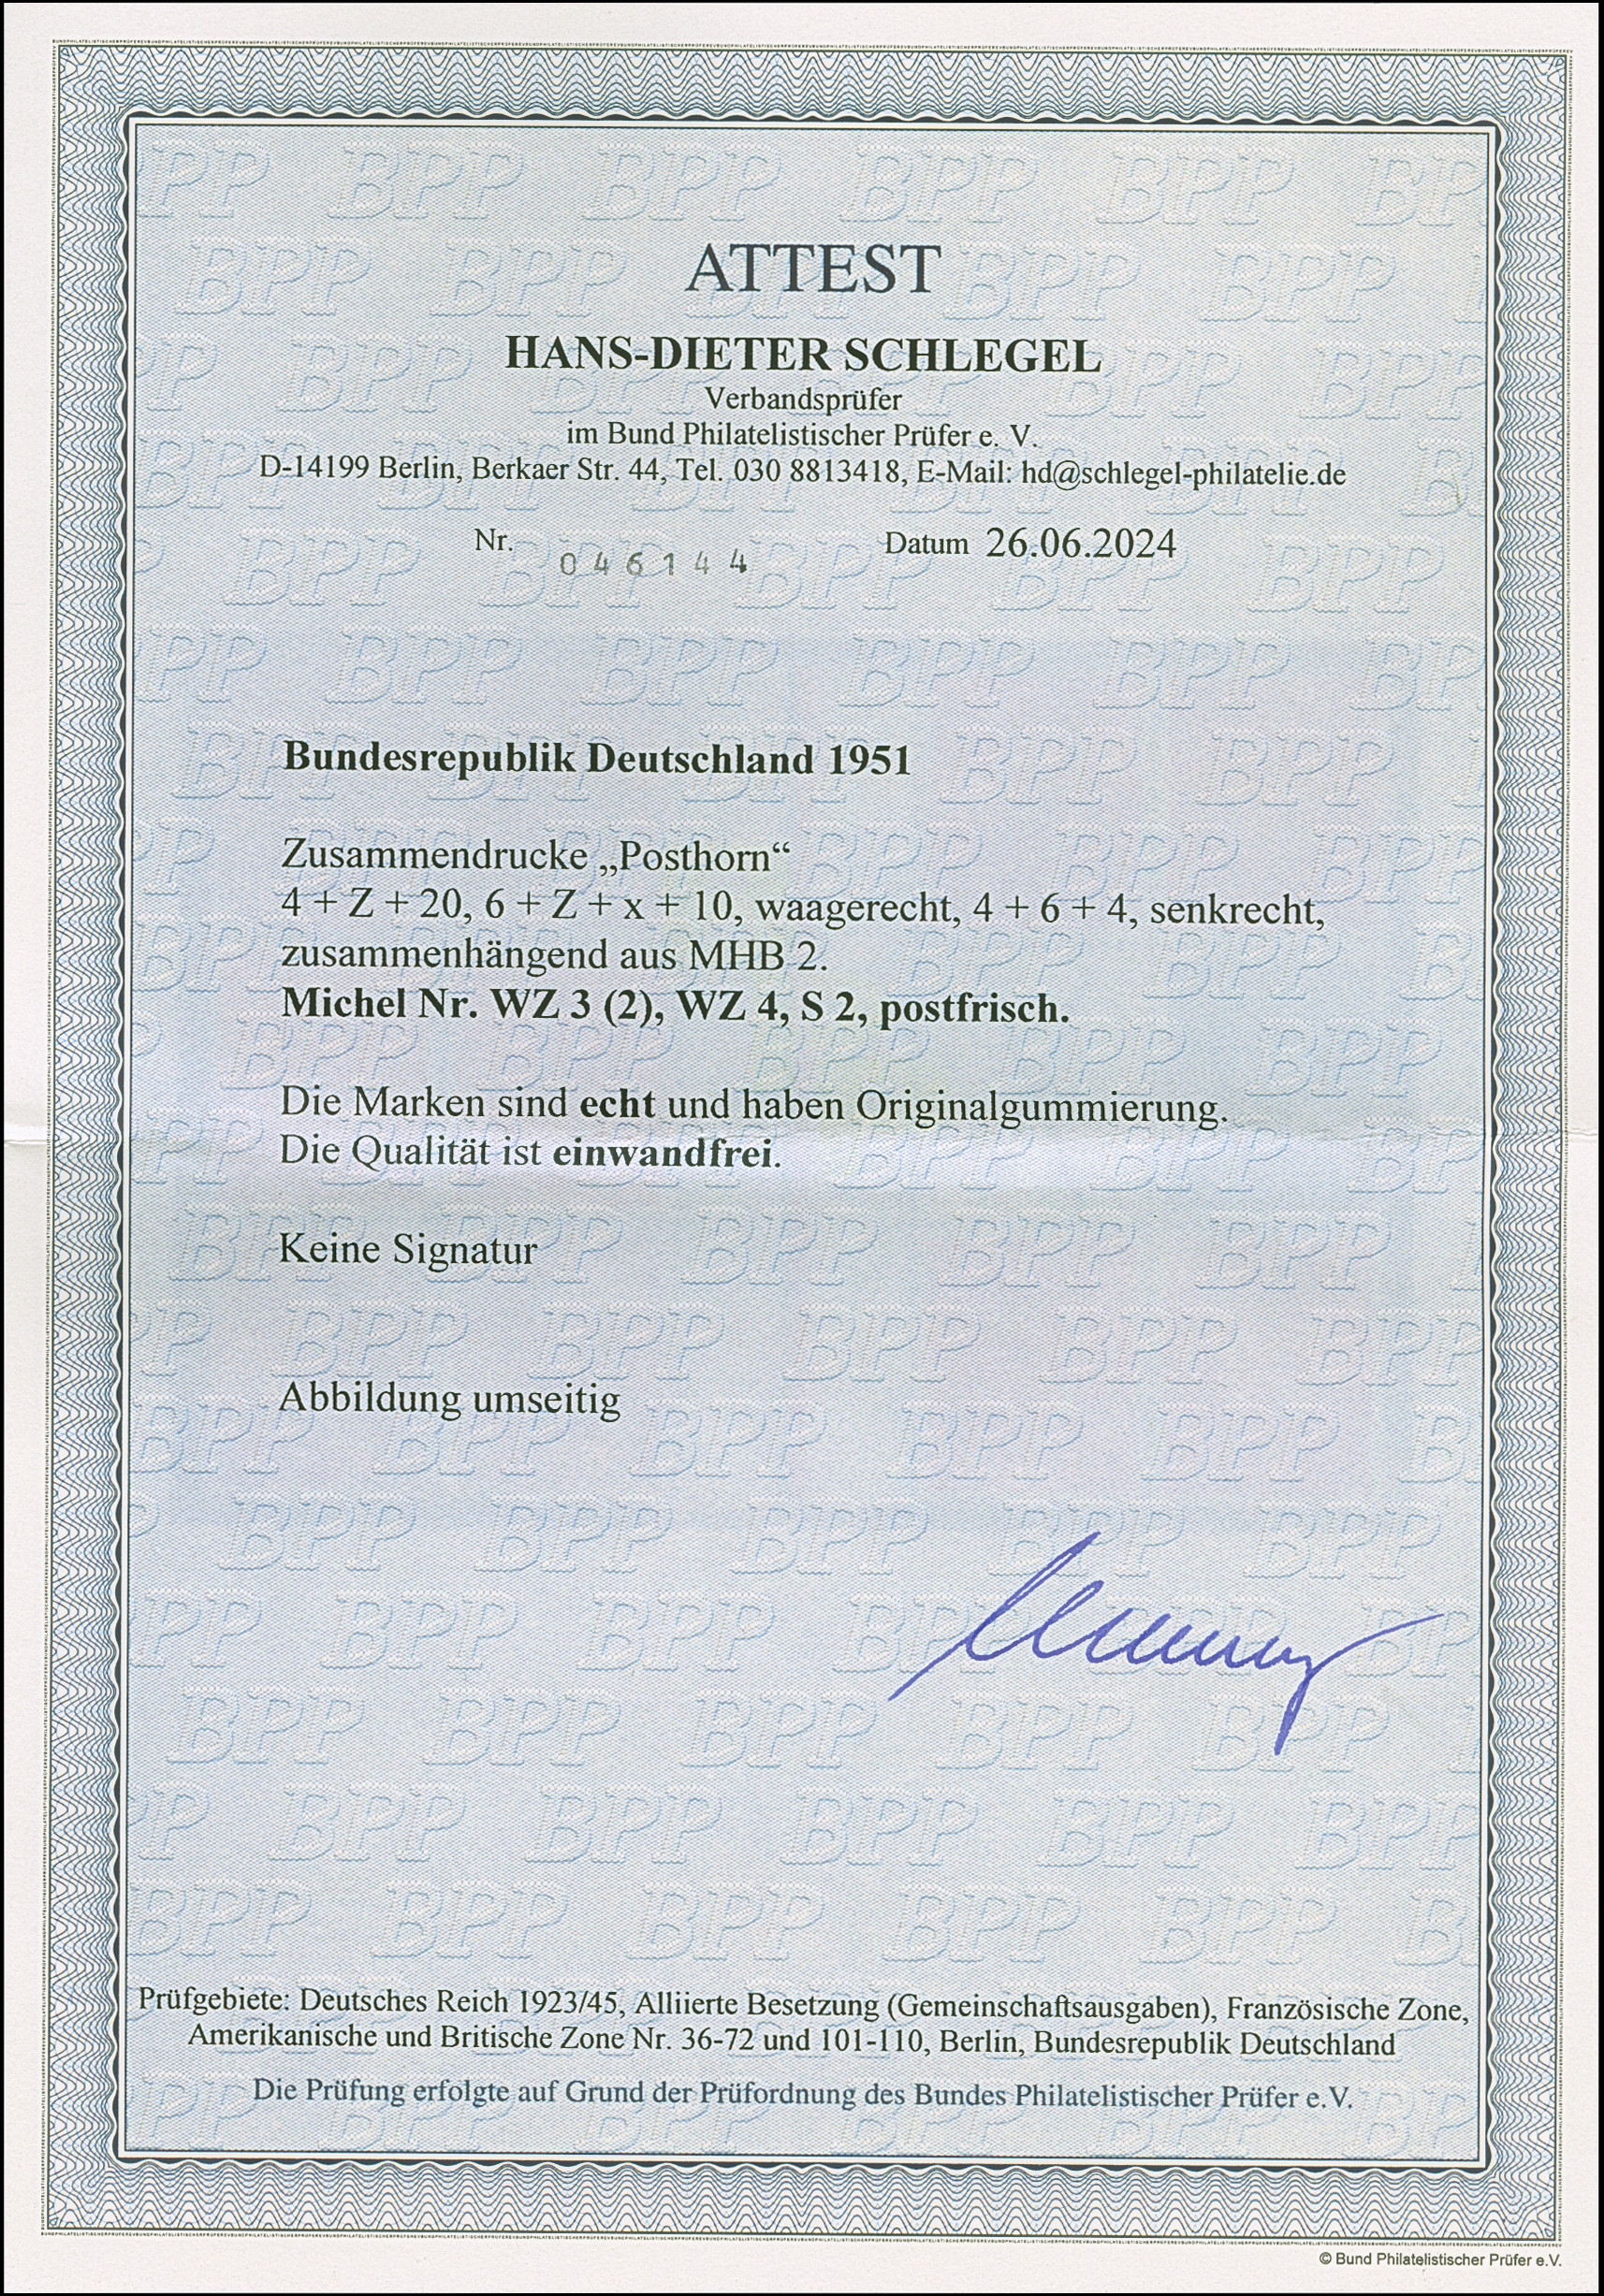 ATTEST
HANS-DIETER SCHLEGEL
Verbandsprüfer
im Bund Philatelistischer Prüfer e. V.
D-14199 Berlin, Berkaer Str. 44, Tel. 030 8813418, E-Mail: hd@schlegel-philatelie.de
Nr. 046144 Datum 26.06.2024
Bundesrepublik Deutschland 1951
Zusammendrucke „Posthorn“
4 + Z + 20, 6 + Z + x + 10, waagerecht, 4 + 6 + 4, senkrecht,
zusammenhängend aus MHB 2.
Michel Nr. WZ 3 (2), WZ 4, S 2, postfrisch.
Die Marken sind echt und haben Originalgummierung.
Die Qualität ist einwandfrei.
Keine Signatur
Abbildung umseitig
Prüfgebiete: Deutsches Reich 1923/45, Alliierte Besetzung (Gemeinschaftsausgaben), Französische Zone,
Amerikanische und Britische Zone Nr. 36-72 und 101-110, Berlin, Bundesrepublik Deutschland
Die Prüfung erfolgte auf Grund der Prüfordnung des Bundes Philatelistischer Prüfer e.V.
© Bund Philatelistischer Prüfer e.V.